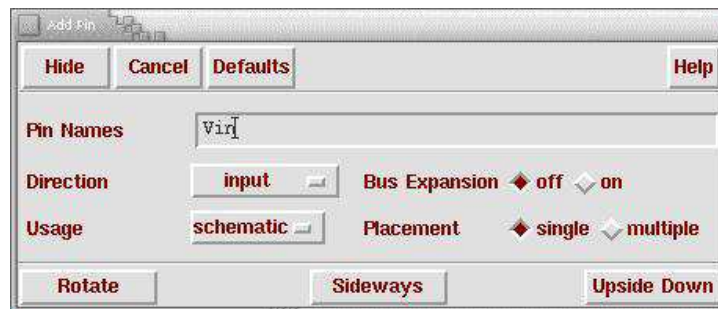 Add Pin
Hide Cancel Defaults Help
Pin Names Vin
Direction input Bus Expansion off on
Usage schematic Placement single multiple
Rotate Sideways Upside Down